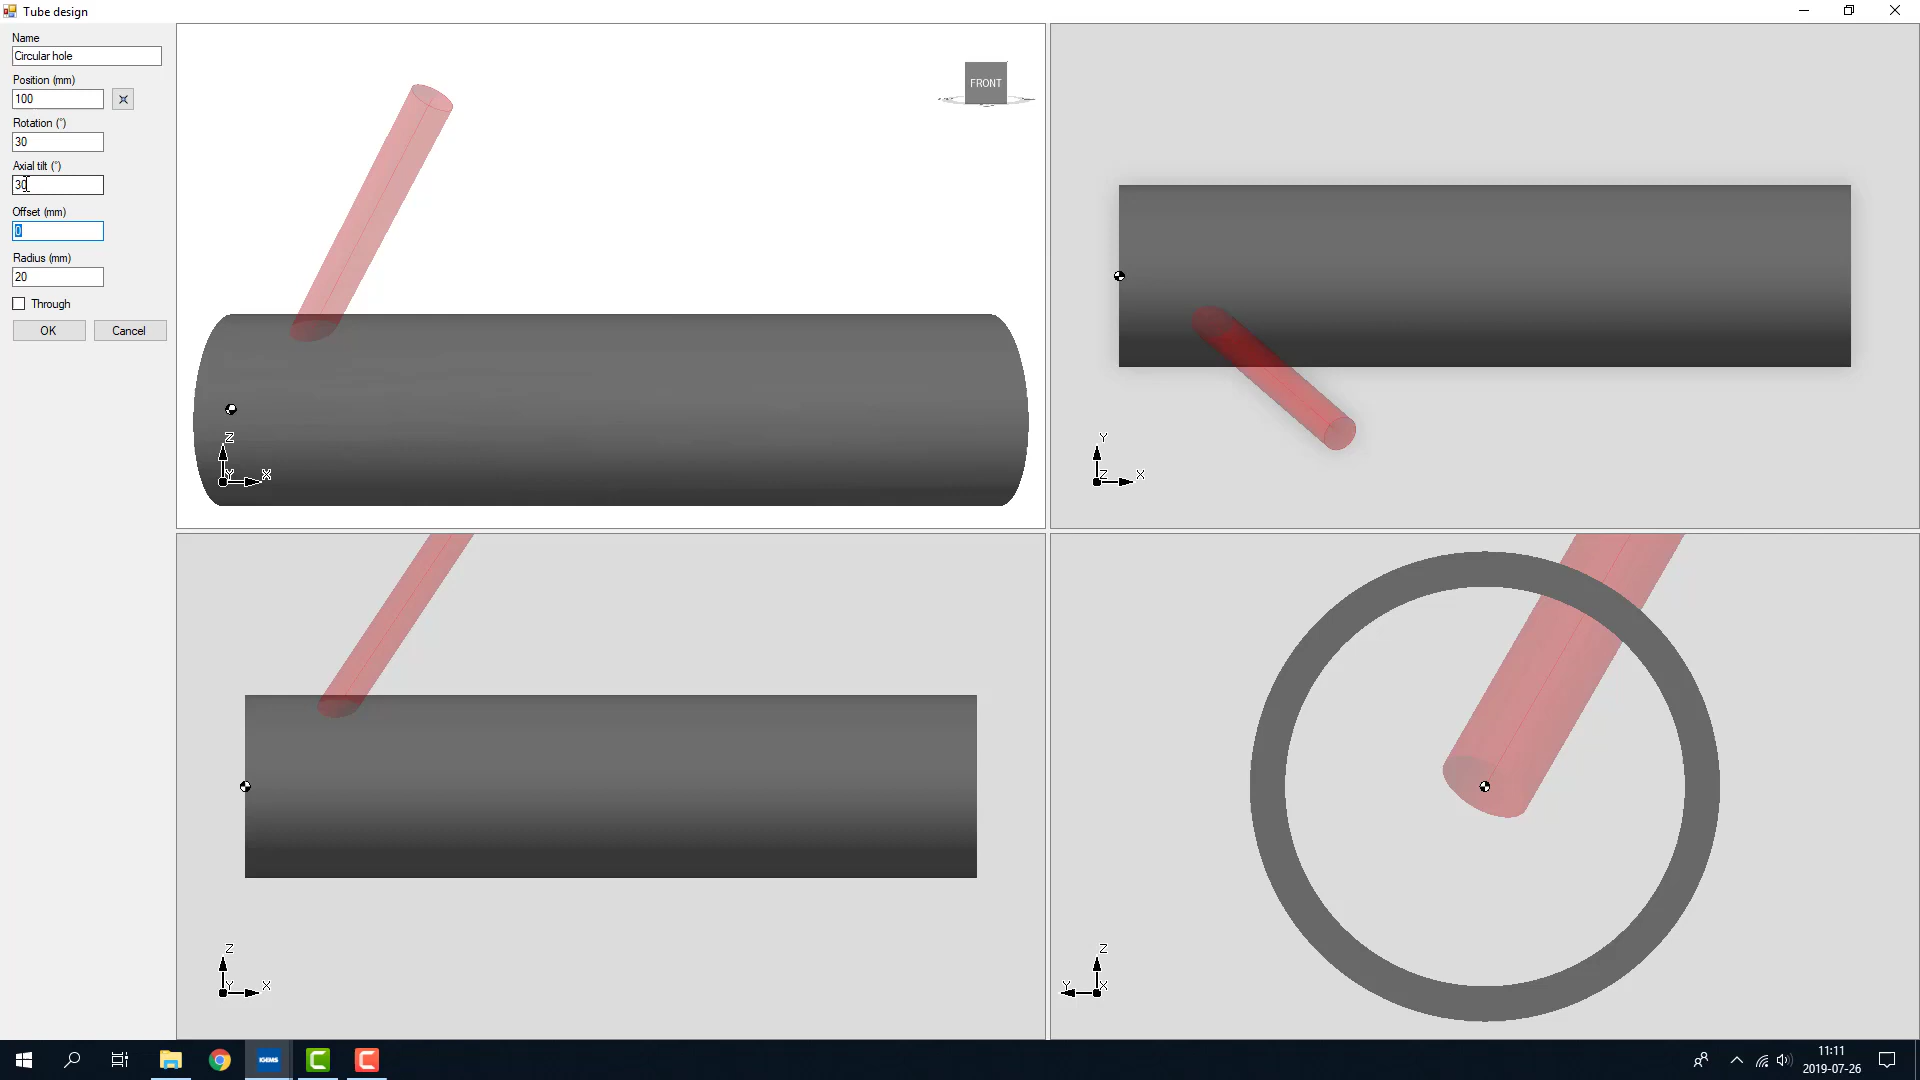 Tube design
Name
Circular hole
Position (mm)
100
Rotation (°)
30
Axial tilt (°)
30
Offset (mm)
0
Radius (mm)
20
Through
OK
Cancel
FRONT
Z
Y
X
Y
Z
X
Z
Y
X
Z
Y
X
IGEMS
11:11
2019-07-26